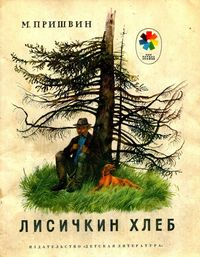 М. ПРИШВИН
ЛИСИЧКИН ХЛЕБ
ИЗДАТЕЛЬСТВО «ДЕТСКАЯ ЛИТЕРАТУРА»